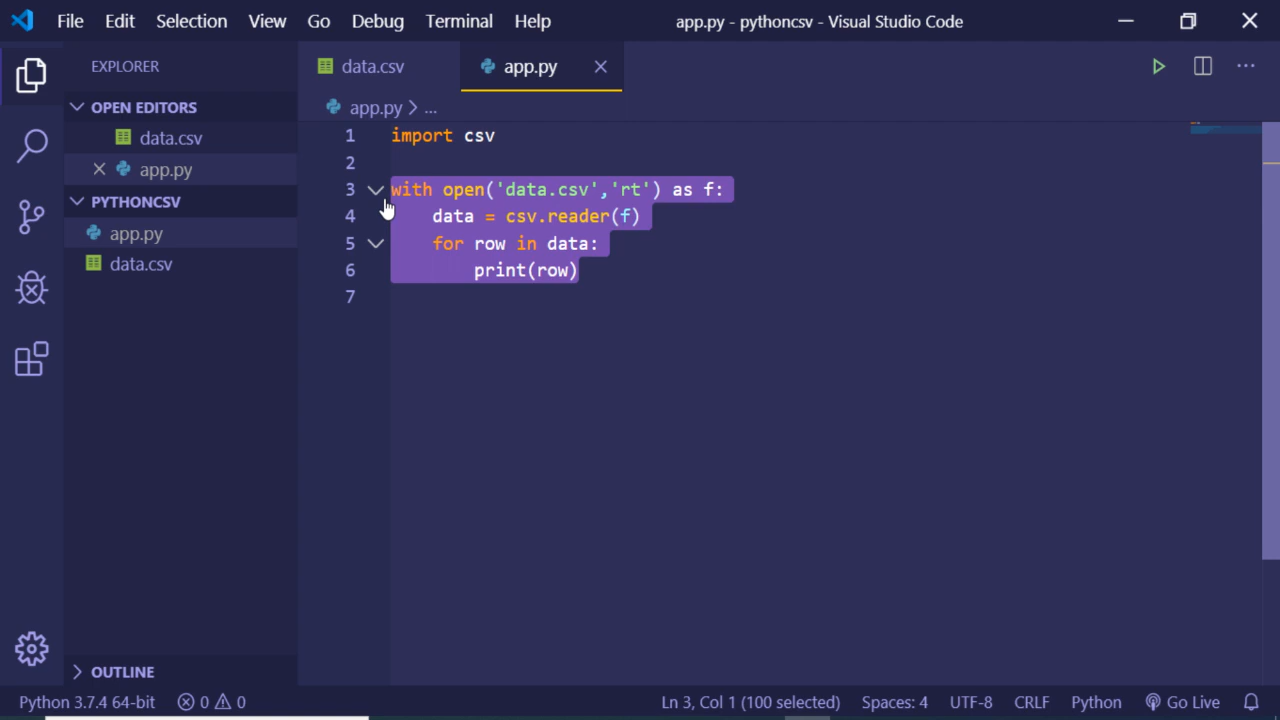 File Edit Selection View Go Debug Terminal Help app.py - pythoncsv - Visual Studio Code
EXPLORER
OPEN EDITORS
data.csv
app.py
PYTHONCSV
app.py
data.csv
OUTLINE
data.csv app.py
app.py > ...
1 import csv
2
3 with open('data.csv','rt') as f:
4     data = csv.reader(f)
5     for row in data:
6         print(row)
7
Python 3.7.4 64-bit 0 0 Ln 3, Col 1 (100 selected) Spaces: 4 UTF-8 CRLF Python Go Live